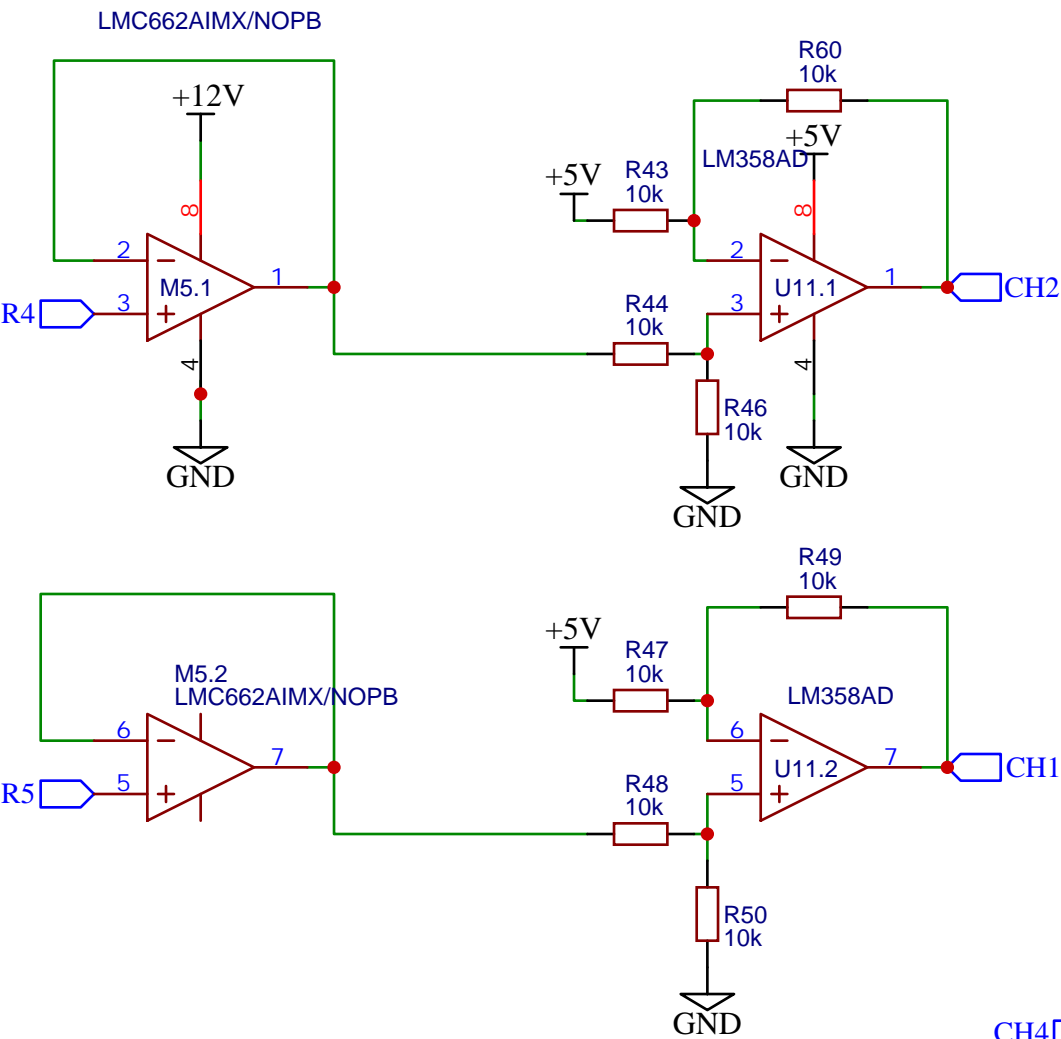 LMC662AIMX/NOPB
+12V
8
2
M5.1
1
3
R4
4
GND
R60
10k
+5V
LM358AD
+5V
R43
10k
8
2
U11.1
1
CH2
3
R44
10k
4
R46
10k
GND
GND
M5.2
LMC662AIMX/NOPB
6
7
5
R5
R49
10k
+5V
R47
10k
LM358AD
6
U11.2
7
CH1
5
R48
10k
R50
10k
GND
CH4